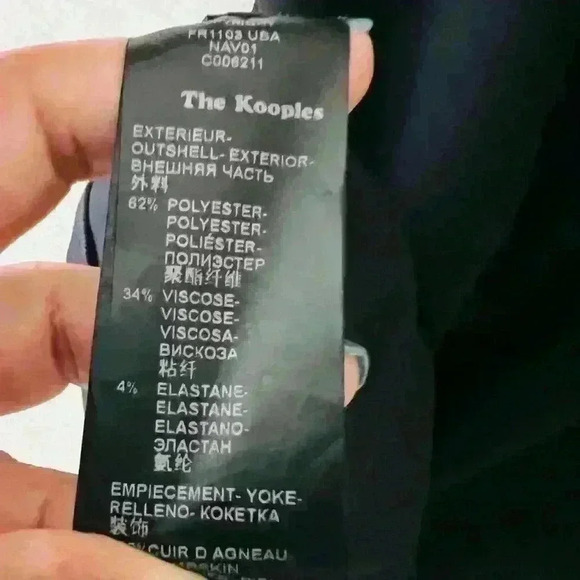 FR1103 UBA
NAV01
C006211
The Kooples
EXTERIEUR-
OUTSHELL- EXTERIOR-
ВНЕШНЯЯ ЧАСТЬ
外料
62% POLYESTER-
POLYESTER-
POLIÉSTER-
ПОЛИЭСТЕР
聚酯纤维
34% VISCOSE-
VISCOSE-
VISCOSA-
ВИСКОЗА
粘纤
4% ELASTANE-
ELASTANE-
ELASTANO-
ЭЛАСТАН
氨纶
EMPIECEMENT- YOKE-
RELLENO- КОКЕТКА
装饰
CUIR D AGNEAU